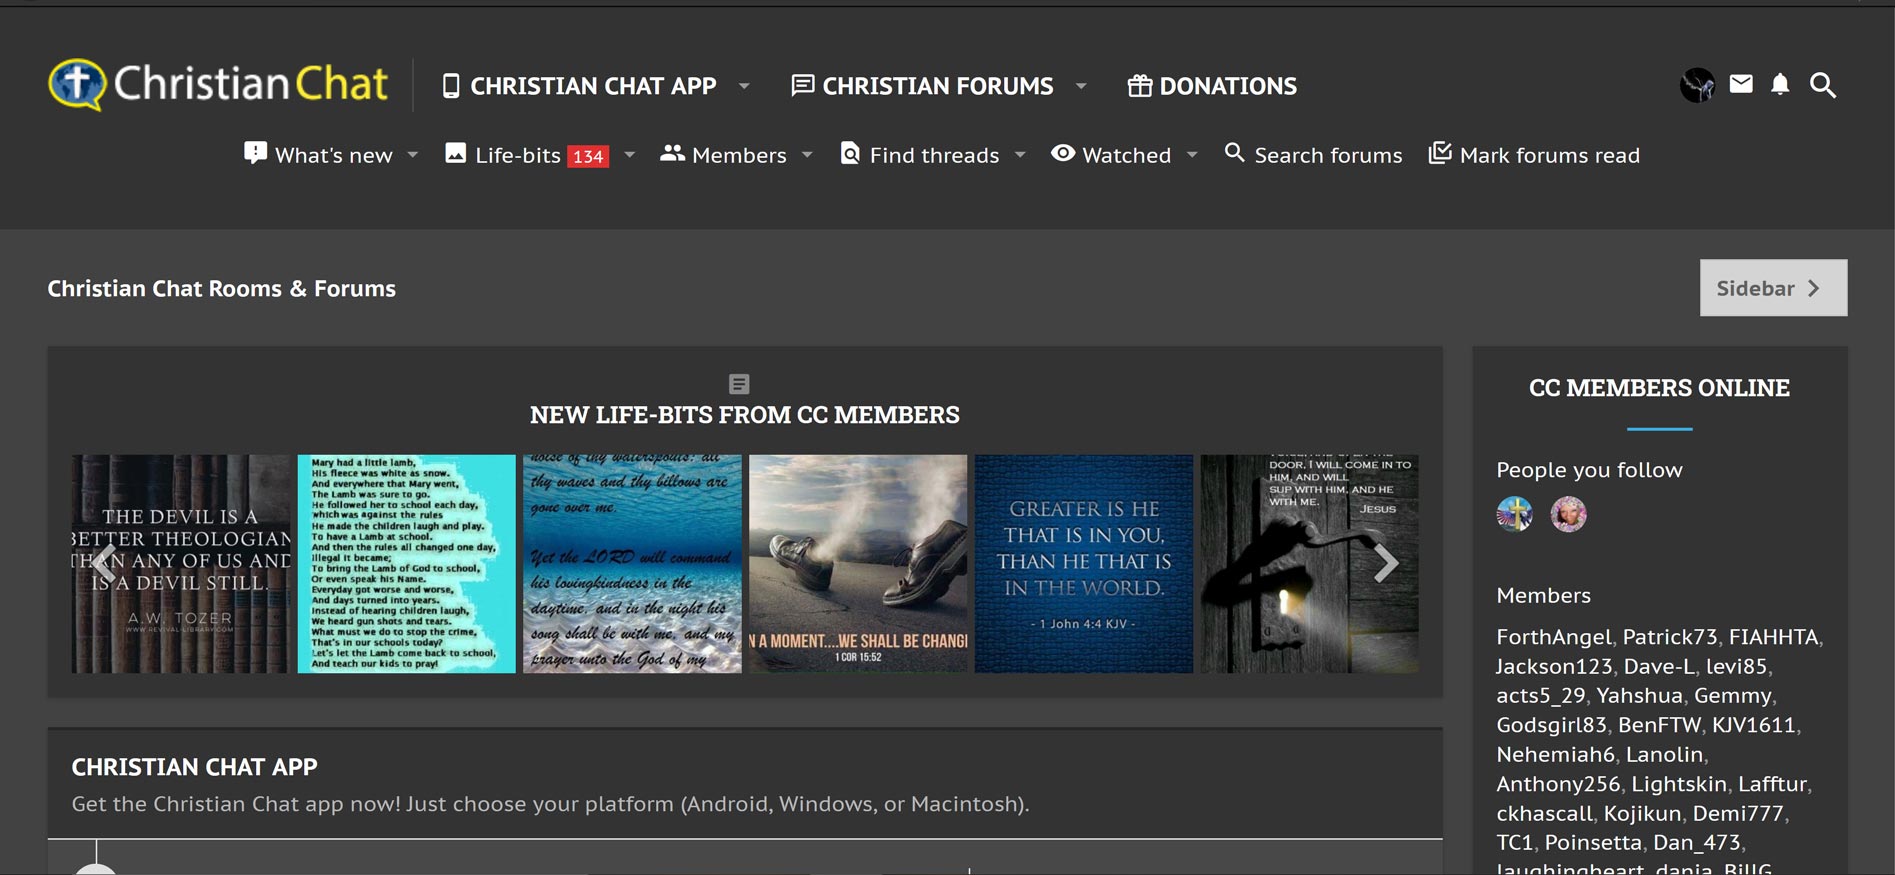 Christian Chat
CHRISTIAN CHAT APP
CHRISTIAN FORUMS
DONATIONS
What's new
Life-bits 134
Members
Find threads
Watched
Search forums
Mark forums read
Christian Chat Rooms & Forums
Sidebar
NEW LIFE-BITS FROM CC MEMBERS
THE DEVIL IS A
BETTER THEOLOGIAN
THAN ANY OF US AND
IS A DEVIL STILL.
A.W. TOZER
WWW.REVIVAL-LIBRARY.COM
Mary had a little lamb,
His fleece was white as snow.
And everywhere that Mary went,
The Lamb was sure to go.
He followed her to school each day,
which was against the rules
He made the children laugh and play.
To have a Lamb at school.
And then the rules all changed one day,
Illegal it became;
To bring the Lamb of God to school,
Or even speak his Name.
Everyday got worse and worse,
And days turned into years.
Instead of hearing children laugh,
We heard gun shots and tears.
What must we do to stop the crime,
That's in our schools today?
Let's let the Lamb come back to school,
And teach our kids to pray!
noise of thy waterspouts: all
thy waves and thy billows are
gone over me.
Yet the LORD will command
his lovingkindness in the
daytime, and in the night his
song shall be with me, and my
prayer unto the God of my
N A MOMENT....WE SHALL BE CHANG
1 COR 15:52
GREATER IS HE
THAT IS IN YOU,
THAN HE THAT IS
IN THE WORLD.
- 1 John 4:4 KJV -
DOOR, I WILL COME IN TO
HIM, AND WILL
SUP WITH HIM, AND HE
WITH ME.
JESUS
CHRISTIAN CHAT APP
Get the Christian Chat app now! Just choose your platform (Android, Windows, or Macintosh).
CC MEMBERS ONLINE
People you follow
Members
ForthAngel, Patrick73, FIAHHTA,
Jackson123, Dave-L, levi85,
acts5_29, Yahshua, Gemmy,
Godsgirl83, BenFTW, KJV1611,
Nehemiah6, Lanolin,
Anthony256, Lightskin, Lafftur,
ckhascall, Kojikun, Demi777,
TC1, Poinsetta, Dan_473,
laughingheart, dania, BillG